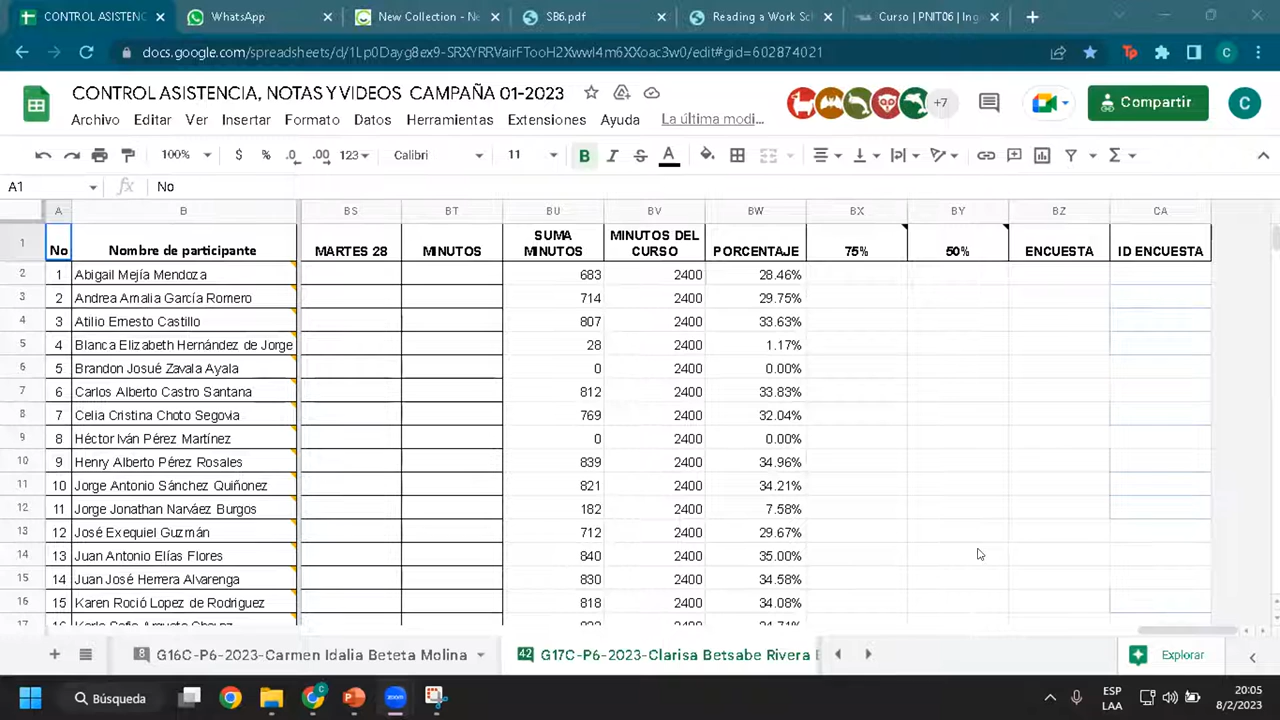 CONTROL ASISTENC
WhatsApp
New Collection - Ne
SB6.pdf
Reading a Work Sc
Curso | PNIT06 | Ing
docs.google.com/spreadsheets/d/1Lp0Dayg8ex9-SRXYRRVairFTooH2Xwwl4m6XXoac3w0/edit#gid=602874021
CONTROL ASISTENCIA, NOTAS Y VIDEOS CAMPAÑA 01-2023
Archivo Editar Ver Insertar Formato Datos Herramientas Extensiones Ayuda La última modi...
+7
Compartir
C
100% $ % .0 .00 123 Calibri 11 B I S A
A1 No
A B BS BT BU BV BW BX BY BZ CA
1 No Nombre de participante MARTES 28 MINUTOS SUMA MINUTOS MINUTOS DEL CURSO PORCENTAJE 75% 50% ENCUESTA ID ENCUESTA
2 1 Abigail Mejía Mendoza 683 2400 28.46%
3 2 Andrea Amalia García Romero 714 2400 29.75%
4 3 Atilio Ernesto Castillo 807 2400 33.63%
5 4 Blanca Elizabeth Hernández de Jorge 28 2400 1.17%
6 5 Brandon Josué Zavala Ayala 0 2400 0.00%
7 6 Carlos Alberto Castro Santana 812 2400 33.83%
8 7 Celia Cristina Choto Segovia 769 2400 32.04%
9 8 Héctor Iván Pérez Martínez 0 2400 0.00%
10 9 Henry Alberto Pérez Rosales 839 2400 34.96%
11 10 Jorge Antonio Sánchez Quiñonez 821 2400 34.21%
12 11 Jorge Jonathan Narváez Burgos 182 2400 7.58%
13 12 José Exequiel Guzmán 712 2400 29.67%
14 13 Juan Antonio Elías Flores 840 2400 35.00%
15 14 Juan José Herrera Alvarenga 830 2400 34.58%
16 15 Karen Roció Lopez de Rodriguez 818 2400 34.08%
17 16
8 G16C-P6-2023-Carmen Idalia Beteta Molina
42 G17C-P6-2023-Clarisa Betsabe Rivera
Explorar
Búsqueda
ESP
LAA
20:05
8/2/2023